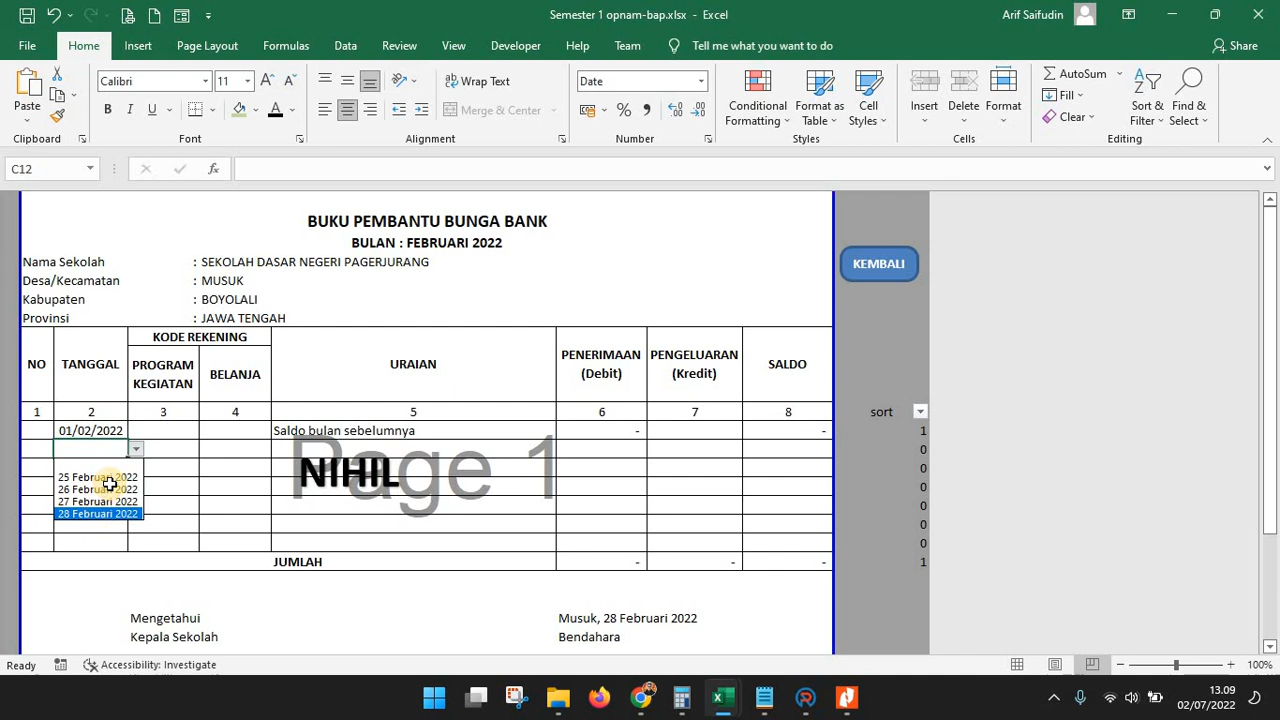 Semester 1 opnam-bap.xlsx - Excel
Arif Saifudin
File Home Insert Page Layout Formulas Data Review View Developer Help Team Tell me what you want to do Share
Paste
Calibri 11
B I U A
Wrap Text
Merge & Center
Date
Conditional Formatting
Format as Table
Cell Styles
Insert Delete Format
AutoSum
Fill
Clear
Sort & Filter
Find & Select
Clipboard Font Alignment Number Styles Cells Editing
C12 fx
BUKU PEMBANTU BUNGA BANK
BULAN : FEBRUARI 2022
Nama Sekolah : SEKOLAH DASAR NEGERI PAGERJURANG
KEMBALI
Desa/Kecamatan : MUSUK
Kabupaten : BOYOLALI
Provinsi : JAWA TENGAH
NO TANGGAL KODE REKENING URAIAN PENERIMAAN (Debit) PENGELUARAN (Kredit) SALDO
PROGRAM KEGIATAN BELANJA
1 2 3 4 5 6 7 8 sort
01/02/2022 Saldo bulan sebelumnya - - 1
0
0
0
0
0
0
1
Page 1
NIHIL
25 Februari 2022
26 Februari 2022
27 Februari 2022
28 Februari 2022
JUMLAH - - -
Mengetahui Musuk, 28 Februari 2022
Kepala Sekolah Bendahara
Ready Accessibility: Investigate 100%
13.09
02/07/2022